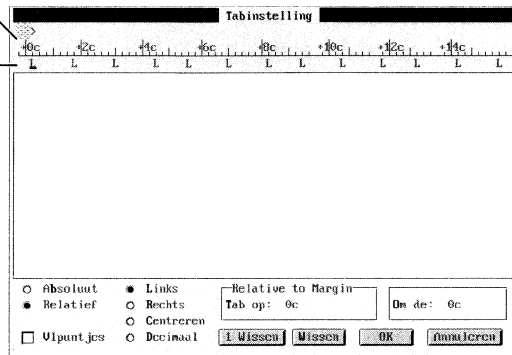 Tabinstelling
+0c +2c +4c +6c +8c +10c +12c +14c
L L L L L L L L L L L L L
Absoluut Links Relative to Margin
Relatief Rechts Tab op: 0c Om de: 0c
Centreren
Vlpuntjes Decimaal 1 Wissen Wissen OK Annuleren